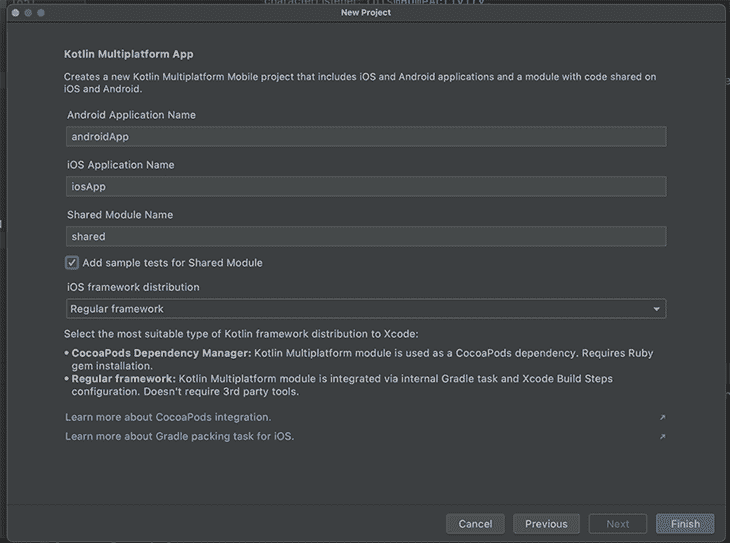 New Project
Kotlin Multiplatform App
Creates a new Kotlin Multiplatform Mobile project that includes iOS and Android applications and a module with code shared on
iOS and Android.
Android Application Name
androidApp
iOS Application Name
iosApp
Shared Module Name
shared
Add sample tests for Shared Module
iOS framework distribution
Regular framework
Select the most suitable type of Kotlin framework distribution to Xcode:
• CocoaPods Dependency Manager: Kotlin Multiplatform module is used as a CocoaPods dependency. Requires Ruby
gem installation.
• Regular framework: Kotlin Multiplatform module is integrated via internal Gradle task and Xcode Build Steps
configuration. Doesn't require 3rd party tools.
Learn more about CocoaPods integration. ↗
Learn more about Gradle packing task for iOS. ↗
Cancel Previous Next Finish